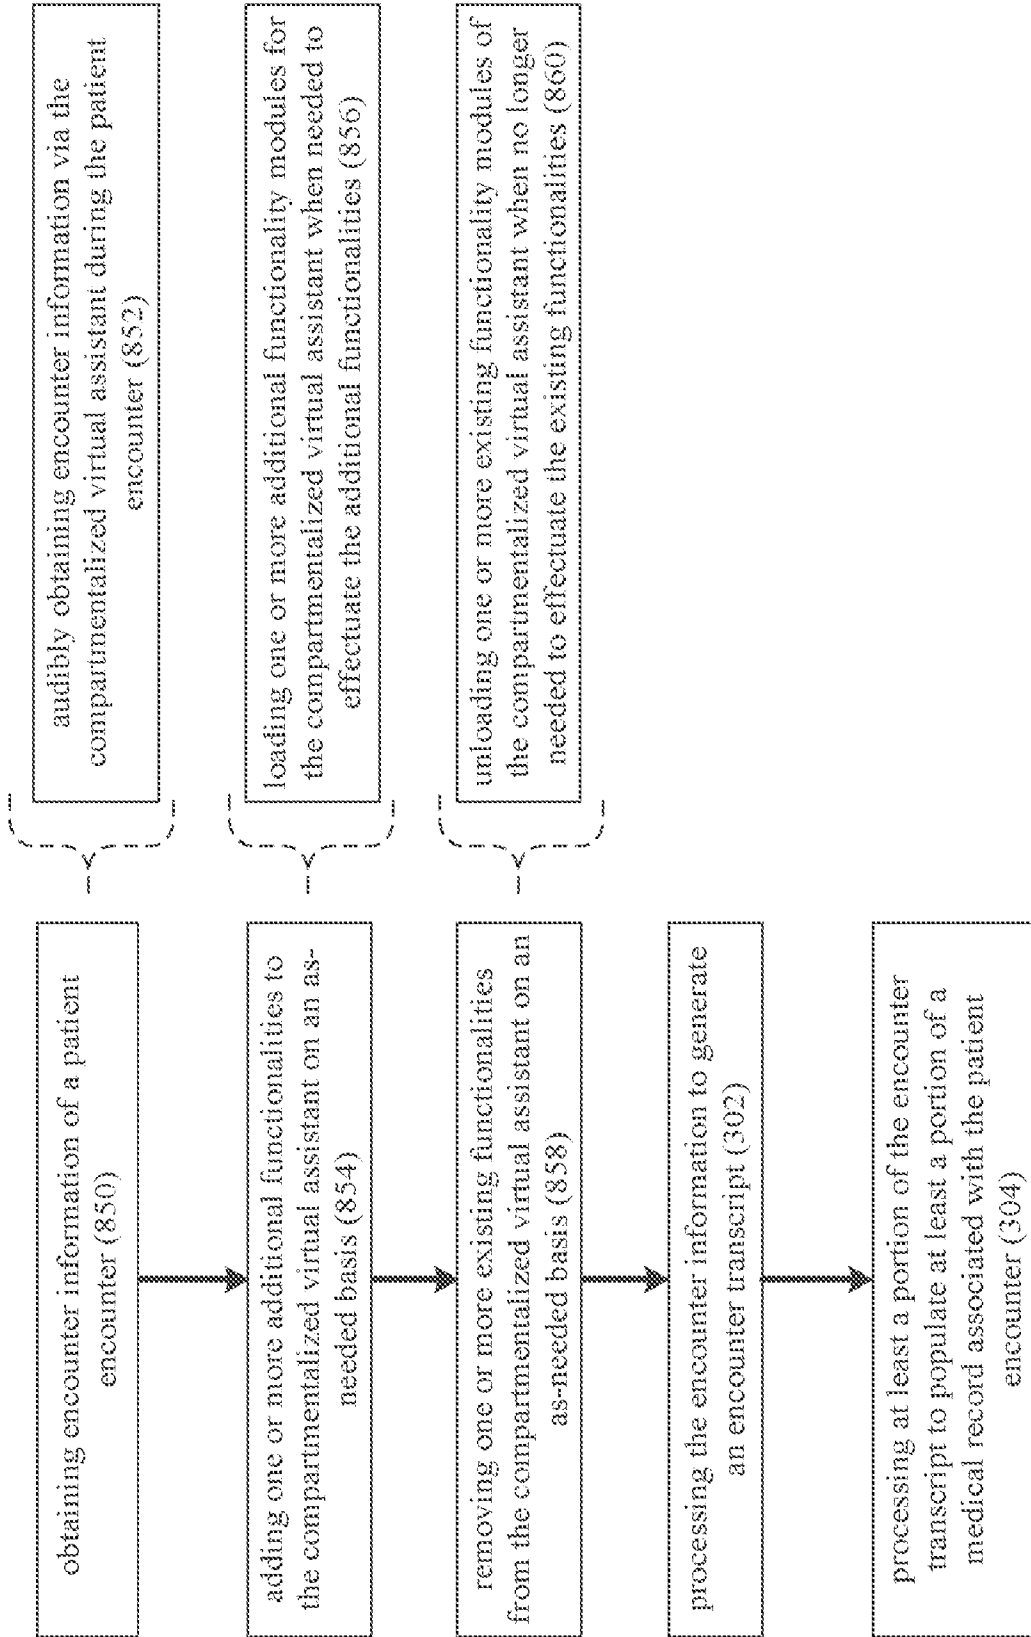 obtaining encounter information of a patient
encounter (850)
audibly obtaining encounter information via the
compartmentalized virtual assistant during the patient
encounter (852)
adding one or more additional functionalities to
the compartmentalized virtual assistant on an as-
needed basis (854)
loading one or more additional functionality modules for
the compartmentalized virtual assistant when needed to
effectuate the additional functionalities (856)
removing one or more existing functionalities
from the compartmentalized virtual assistant on an
as-needed basis (858)
unloading one or more existing functionality modules of
the compartmentalized virtual assistant when no longer
needed to effectuate the existing functionalities (860)
processing the encounter information to generate
an encounter transcript (302)
processing at least a portion of the encounter
transcript to populate at least a portion of a
medical record associated with the patient
encounter (304)